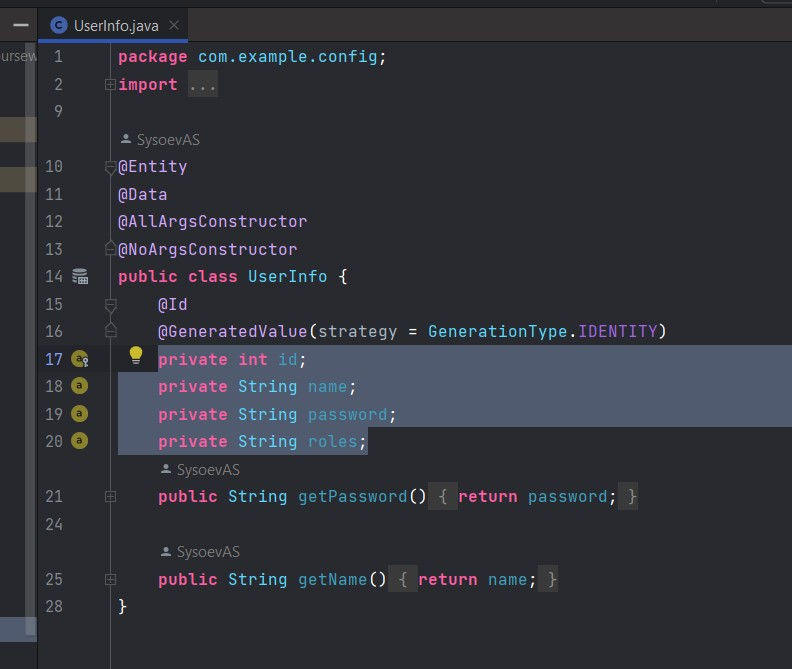 UserInfo.java
1 package com.example.config;
2 import ...
9
SysoevAS
10 @Entity
11 @Data
12 @AllArgsConstructor
13 @NoArgsConstructor
14 public class UserInfo {
15 @Id
16 @GeneratedValue(strategy = GenerationType.IDENTITY)
17 private int id;
18 private String name;
19 private String password;
20 private String roles;
SysoevAS
21 public String getPassword() { return password; }
24
SysoevAS
25 public String getName() { return name; }
28 }